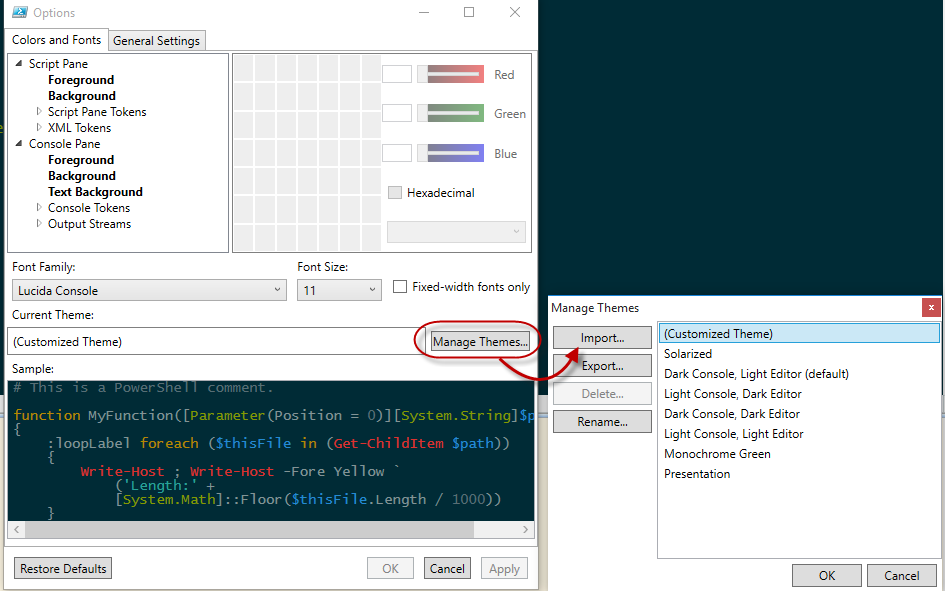 Options
Colors and Fonts
General Settings
Script Pane
Foreground
Background
Script Pane Tokens
XML Tokens
Console Pane
Foreground
Background
Text Background
Console Tokens
Output Streams
Red
Green
Blue
Hexadecimal
Font Family:
Font Size:
Lucida Console
11
Fixed-width fonts only
Current Theme:
(Customized Theme)
Manage Themes...
Sample:
# This is a PowerShell comment.
function MyFunction([Parameter(Position = 0)][System.String]$p
{
:loopLabel foreach ($thisFile in (Get-ChildItem $path))
{
Write-Host ; Write-Host -Fore Yellow `
('Length:' +
[System.Math]::Floor($thisFile.Length / 1000))
}
Restore Defaults
OK
Cancel
Apply
Manage Themes
x
Import...
Export...
Delete...
Rename...
(Customized Theme)
Solarized
Dark Console, Light Editor (default)
Light Console, Dark Editor
Dark Console, Dark Editor
Light Console, Light Editor
Monochrome Green
Presentation
OK
Cancel